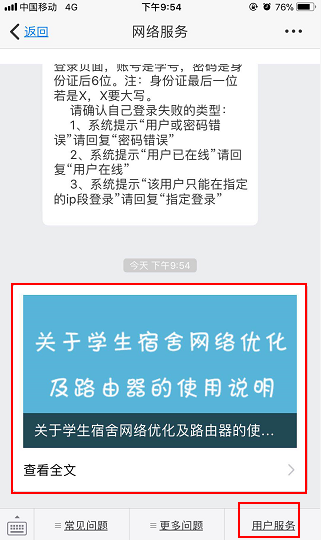 中国移动 4G 下午9:54 76%
返回 网络服务
登录页面，账号是学号，密码是身
份证后6位。注：身份证最后一位
若是X，X要大写。
请确认自己登录失败的类型：
1、系统提示“用户或密码错
误”请回复“密码错误”
2、系统提示“用户已在线”请回
复“用户在线”
3、系统提示“该用户只能在指定
的ip段登录”请回复“指定登录”
今天 下午9:54
关于学生宿舍网络优化
及路由器的使用说明
关于学生宿舍网络优化及路由器的使...
查看全文
常见问题 更多问题 用户服务